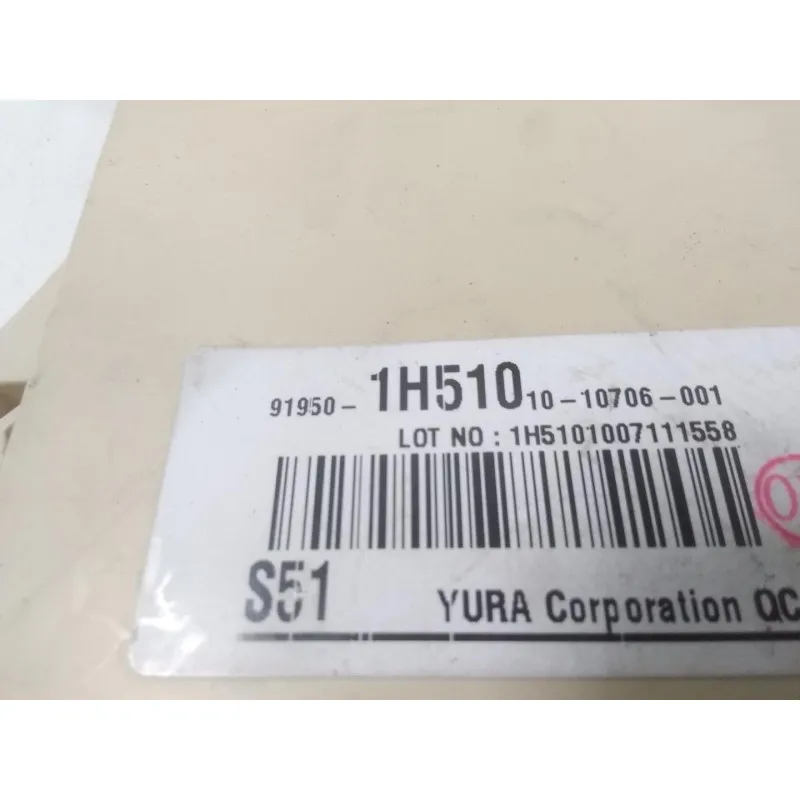 91950- 1H510 10-10706-001
LOT NO : 1H5101007111558
S51 YURA Corporation QC